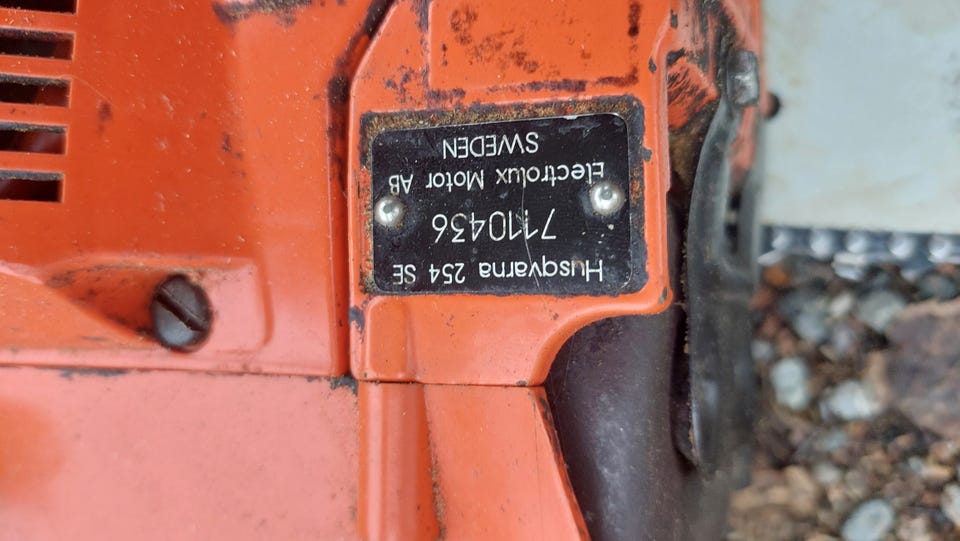 Husqvarna 254 SE
7110436
Electrolux Motor AB
SWEDEN